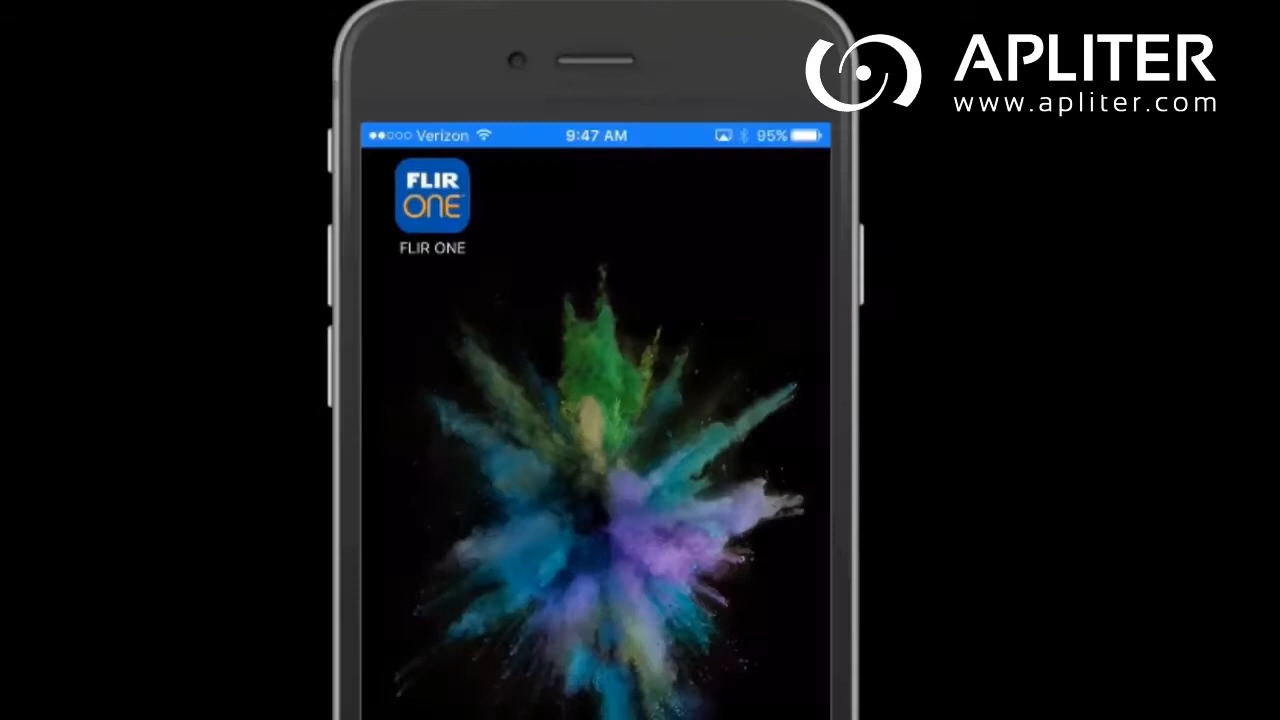 APLITER
www.apliter.com
Verizon 9:47 AM 95%
FLIR
ONE
FLIR ONE